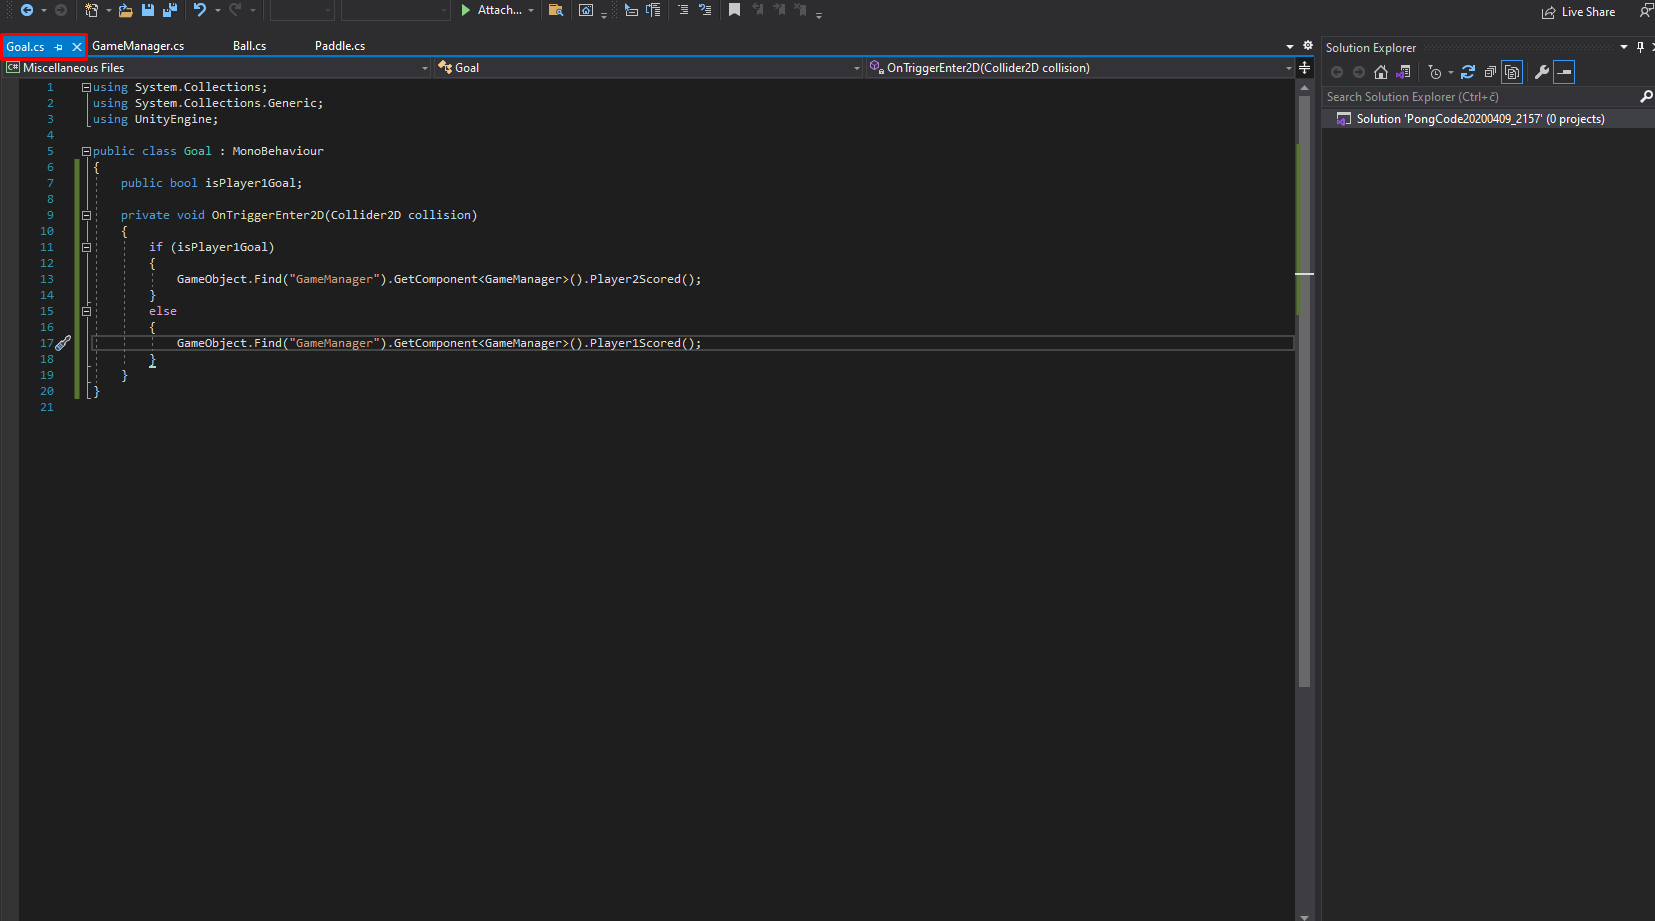 Attach...
Live Share
Goal.cs
GameManager.cs
Ball.cs
Paddle.cs
Solution Explorer
C# Miscellaneous Files
Goal
OnTriggerEnter2D(Collider2D collision)
Search Solution Explorer (Ctrl+č)
Solution 'PongCode20200409_2157' (0 projects)
1 using System.Collections;
2 using System.Collections.Generic;
3 using UnityEngine;
4
5 public class Goal : MonoBehaviour
6 {
7 public bool isPlayer1Goal;
8
9 private void OnTriggerEnter2D(Collider2D collision)
10 {
11 if (isPlayer1Goal)
12 {
13 GameObject.Find("GameManager").GetComponent<GameManager>().Player2Scored();
14 }
15 else
16 {
17 GameObject.Find("GameManager").GetComponent<GameManager>().Player1Scored();
18 }
19 }
20 }
21